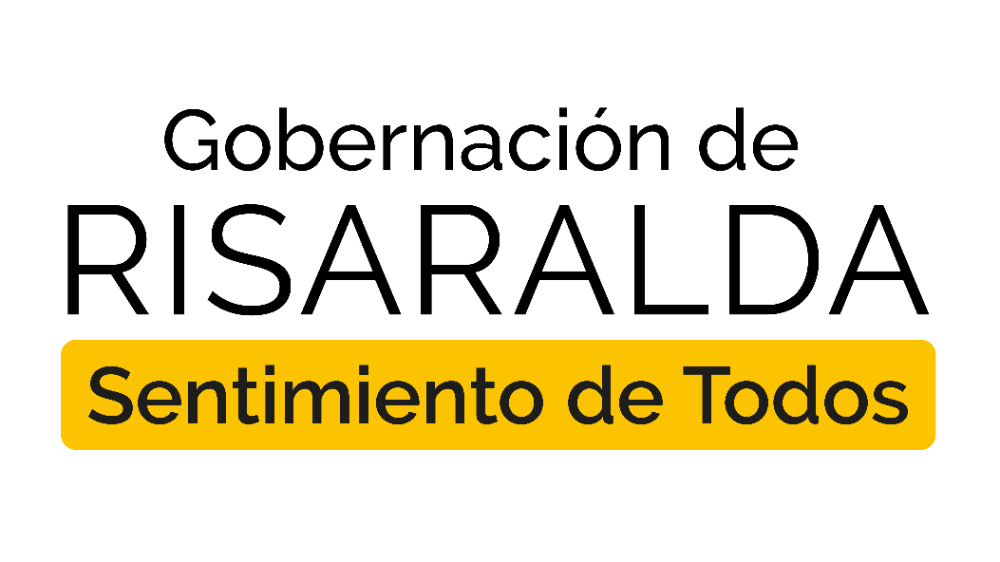 Gobernación de
RISARALDA
Sentimiento de Todos